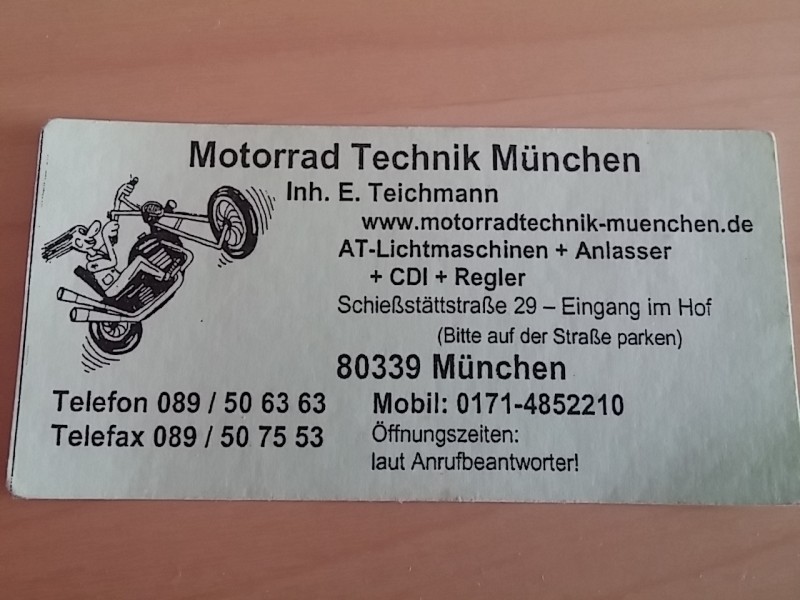 Motorrad Technik München
Inh. E. Teichmann
www.motorradtechnik-muenchen.de
AT-Lichtmaschinen + Anlasser
+ CDI + Regler
Schießstättstraße 29 – Eingang im Hof
(Bitte auf der Straße parken)
80339 München
Telefon 089 / 50 63 63
Mobil: 0171-4852210
Telefax 089 / 50 75 53
Öffnungszeiten:
laut Anrufbeantworter!